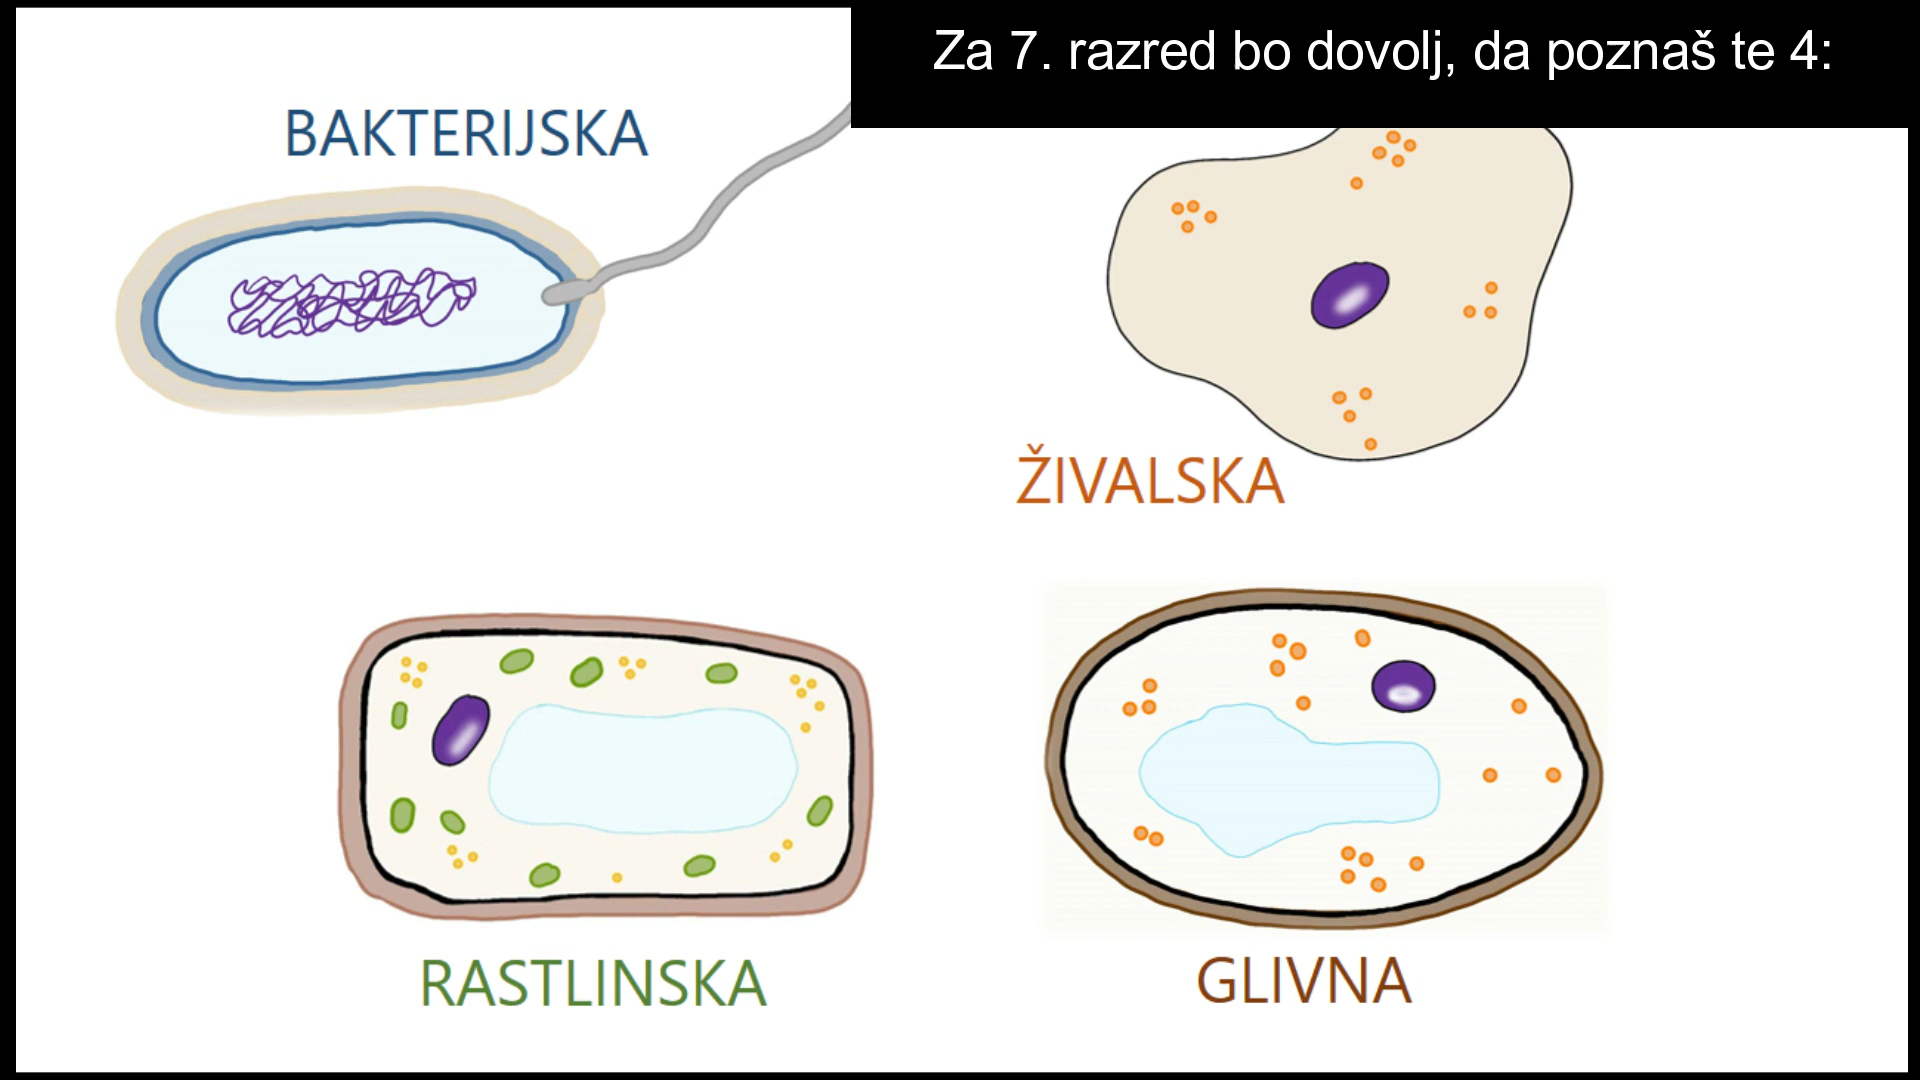 Za 7. razred bo dovolj, da poznaš te 4:
BAKTERIJSKA
ŽIVALSKA
RASTLINSKA
GLIVNA